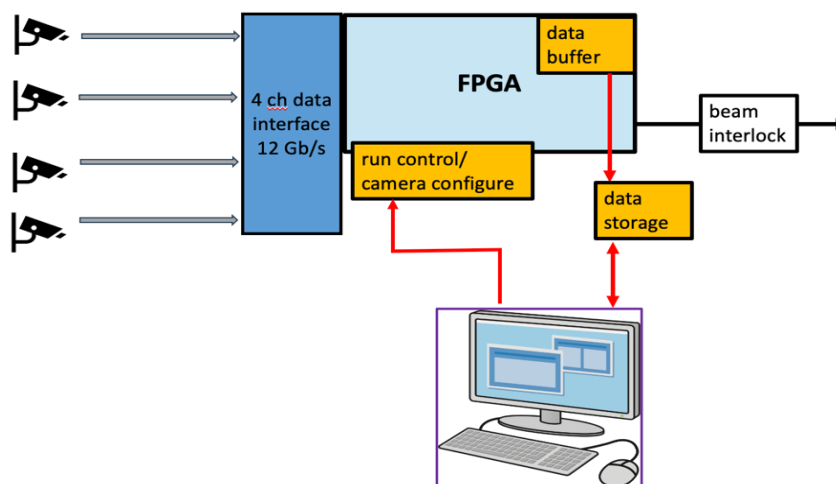 data
buffer
FPGA
4 ch data
interface
12 Gb/s
beam
interlock
run control/
camera configure
data
storage